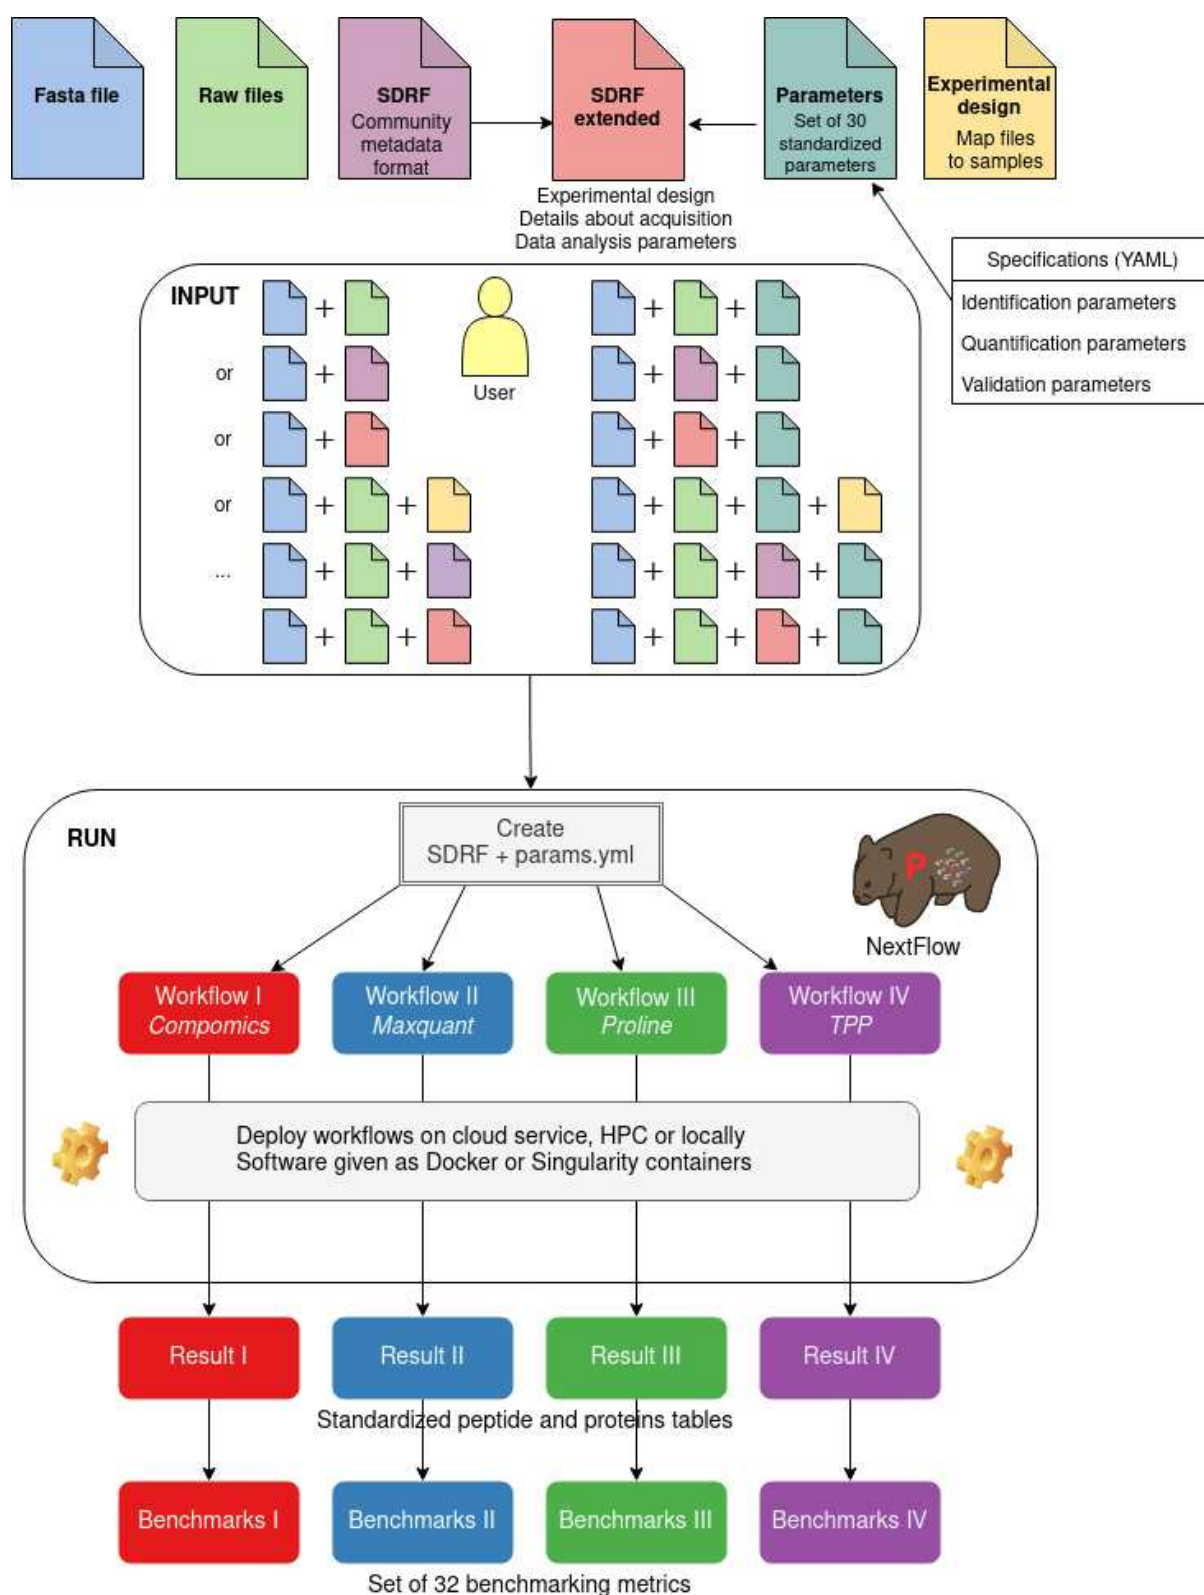 Fasta file
Raw files
SDRF
Community
metadata
format
SDRF
extended
Parameters
Set of 30
standardized
parameters
Experimental
design
Map files
to samples
Experimental design
Details about acquisition
Data analysis parameters
Specifications (YAML)
Identification parameters
Quantification parameters
Validation parameters
INPUT
+
+
+
User
or
+
+
+
or
+
+
+
or
+
+
+
+
+
...
+
+
+
+
+
+
+
+
+
+
RUN
Create
SDRF + params.yml
P
NextFlow
Workflow I
Compomics
Workflow II
Maxquant
Workflow III
Proline
Workflow IV
TPP
Deploy workflows on cloud service, HPC or locally
Software given as Docker or Singularity containers
Result I
Result II
Result III
Result IV
Standardized peptide and proteins tables
Benchmarks I
Benchmarks II
Benchmarks III
Benchmarks IV
Set of 32 benchmarking metrics